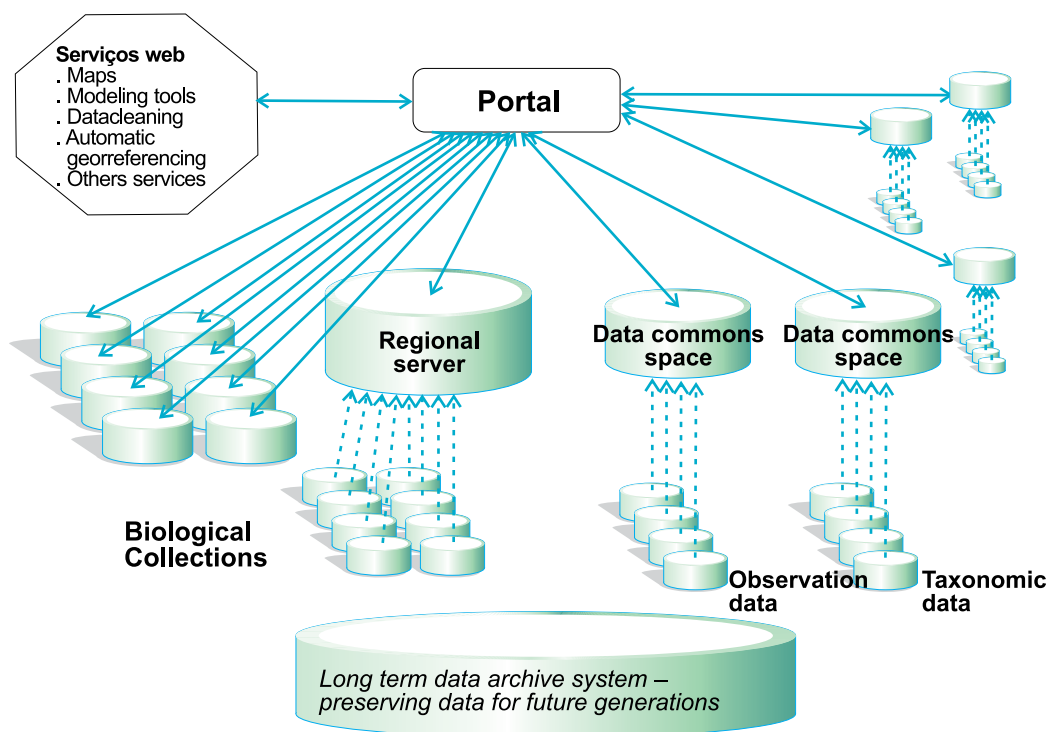 Serviços web
. Maps
. Modeling tools
. Datacleaning
. Automatic
georreferencing
. Others services
Portal
Regional
server
Data commons
space
Data commons
space
Biological
Collections
Observation
data
Taxonomic
data
Long term data archive system –
preserving data for future generations